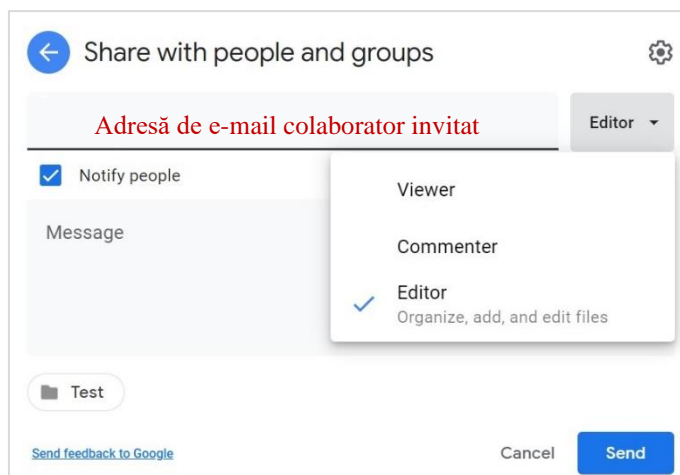 Share with people and groups
Adresă de e-mail colaborator invitat
Editor
Notify people
Viewer
Message
Commenter
Editor
Organize, add, and edit files
Test
Send feedback to Google
Cancel
Send